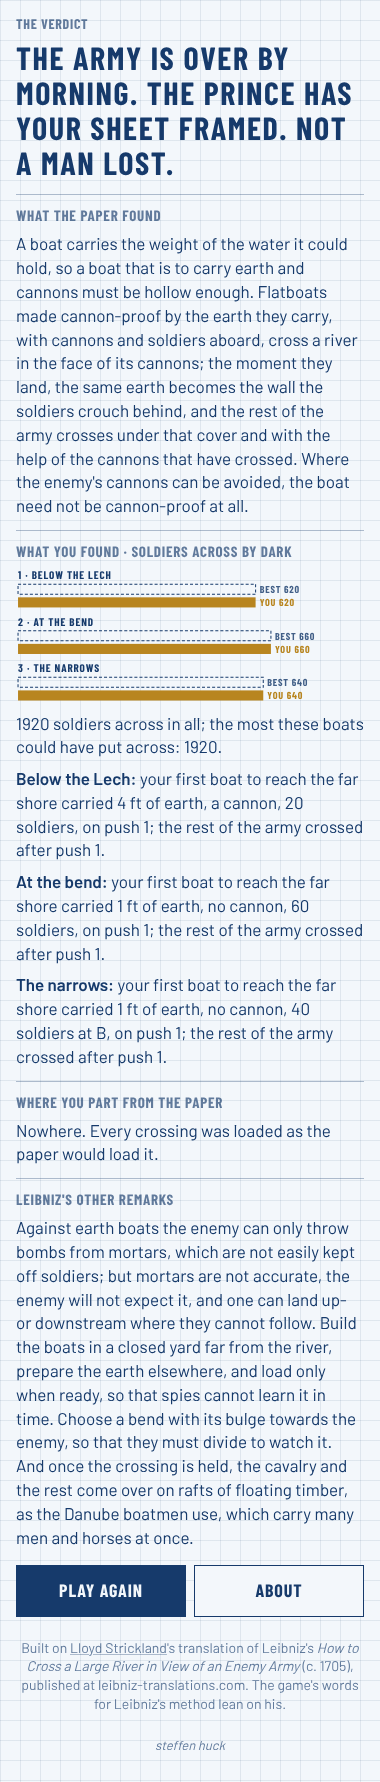 THE VERDICT
THE ARMY IS OVER BY
MORNING. THE PRINCE HAS
YOUR SHEET FRAMED. NOT
A MAN LOST.
WHAT THE PAPER FOUND
A boat carries the weight of the water it could
hold, so a boat that is to carry earth and
cannons must be hollow enough. Flatboats
made cannon-proof by the earth they carry,
with cannons and soldiers aboard, cross a river
in the face of its cannons; the moment they
land, the same earth becomes the wall the
soldiers crouch behind, and the rest of the
army crosses under that cover and with the
help of the cannons that have crossed. Where
the enemy's cannons can be avoided, the boat
need not be cannon-proof at all.
WHAT YOU FOUND · SOLDIERS ACROSS BY DARK
1 · BELOW THE LECH
BEST 620
YOU 620
2 · AT THE BEND
BEST 660
YOU 660
3 · THE NARROWS
BEST 640
YOU 640
1920 soldiers across in all; the most these boats
could have put across: 1920.
Below the Lech: your first boat to reach the far
shore carried 4 ft of earth, a cannon, 20
soldiers, on push 1; the rest of the army crossed
after push 1.
At the bend: your first boat to reach the far
shore carried 1 ft of earth, no cannon, 60
soldiers, on push 1; the rest of the army crossed
after push 1.
The narrows: your first boat to reach the far
shore carried 1 ft of earth, no cannon, 40
soldiers at B, on push 1; the rest of the army
crossed after push 1.
WHERE YOU PART FROM THE PAPER
Nowhere. Every crossing was loaded as the
paper would load it.
LEIBNIZ'S OTHER REMARKS
Against earth boats the enemy can only throw
bombs from mortars, which are not easily kept
off soldiers; but mortars are not accurate, the
enemy will not expect it, and one can land up-
or downstream where they cannot follow. Build
the boats in a closed yard far from the river,
prepare the earth elsewhere, and load only
when ready, so that spies cannot learn it in
time. Choose a bend with its bulge towards the
enemy, so that they must divide to watch it.
And once the crossing is held, the cavalry and
the rest come over on rafts of floating timber,
as the Danube boatmen use, which carry many
men and horses at once.
PLAY AGAIN
ABOUT
Built on Lloyd Strickland's translation of Leibniz's How to
Cross a Large River in View of an Enemy Army (c. 1705),
published at leibniz-translations.com. The game's words
for Leibniz's method lean on his.
steffen huck